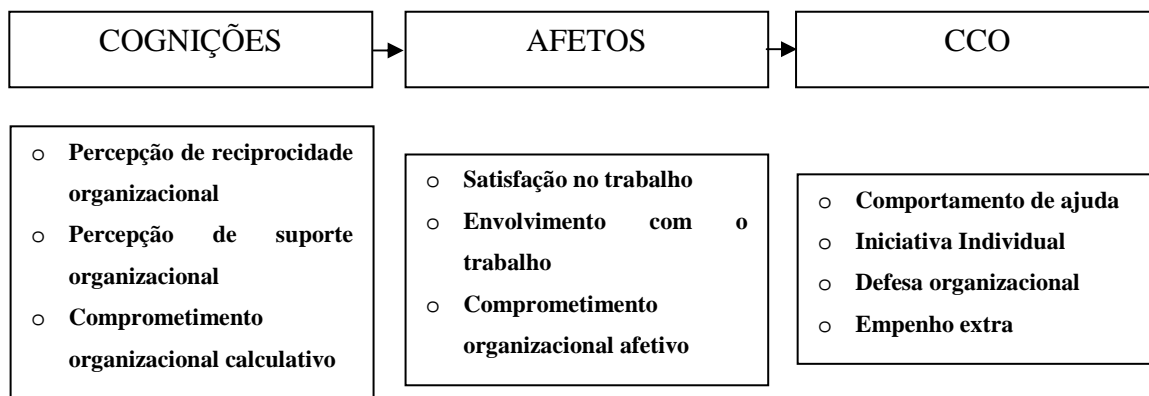 COGNIÇÕES
AFETOS
CCO
o Percepção de reciprocidade
organizacional
o Percepção de suporte
organizacional
o Comprometimento
organizacional calculativo
o Satisfação no trabalho
o Envolvimento com o
trabalho
o Comprometimento
organizacional afetivo
o Comportamento de ajuda
o Iniciativa Individual
o Defesa organizacional
o Empenho extra